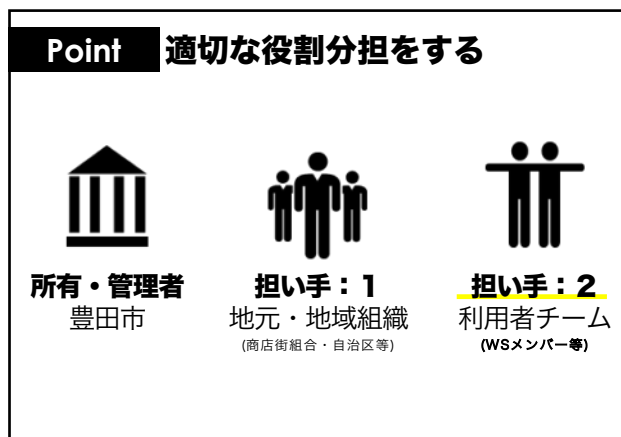 Point 適切な役割分担をする
所有・管理者 担い手：1 担い手：2
豊田市 地元・地域組織 利用者チーム
(商店街組合・自治区等) (WSメンバー等)